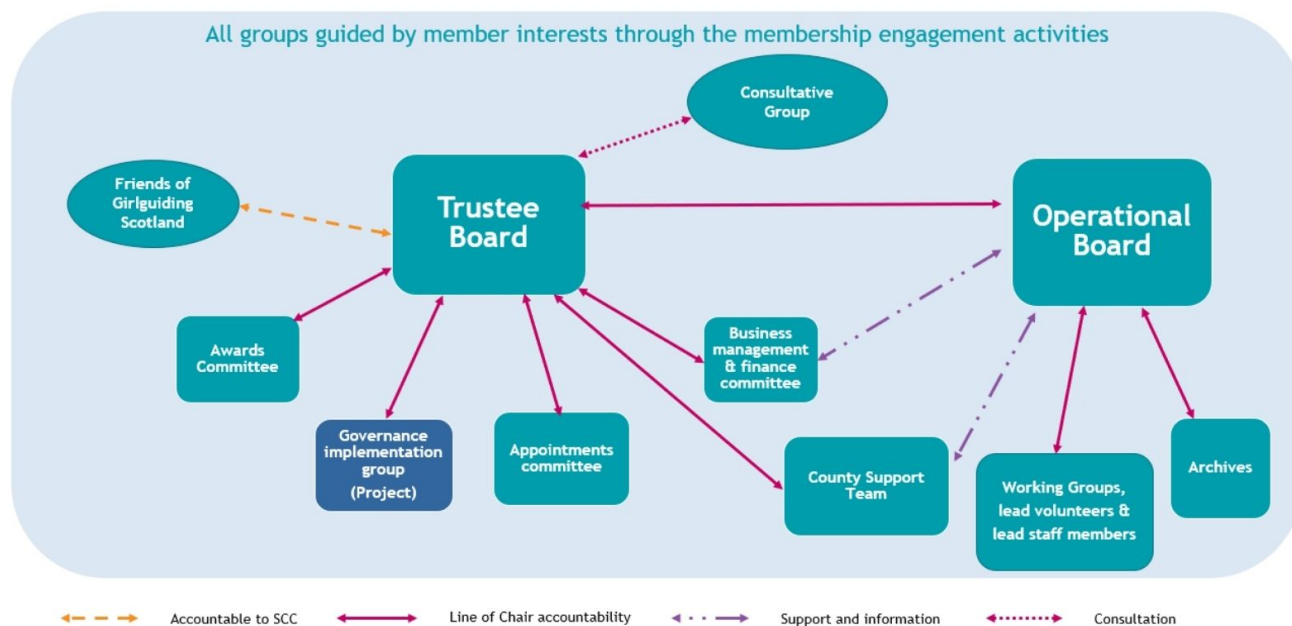 All groups guided by member interests through the membership engagement activities
Consultative
Group
Friends of
Girlguiding
Scotland
Trustee
Board
Operational
Board
Awards
Committee
Business
management
& finance
committee
Governance
implementation
group
(Project)
Appointments
committee
County Support
Team
Working Groups,
lead volunteers &
lead staff members
Archives
Accountable to SCC
Line of Chair accountability
Support and information
Consultation